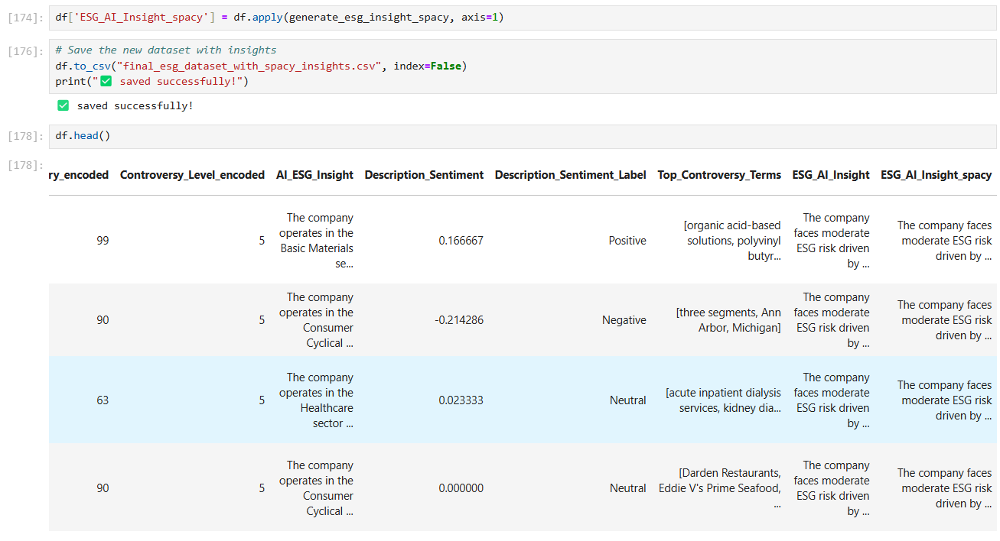 [174]: df['ESG_AI_Insight_spacy'] = df.apply(generate_esg_insight_spacy, axis=1)
[176]: # Save the new dataset with insights
df.to_csv("final_esg_dataset_with_spacy_insights.csv", index=False)
print("✅ saved successfully!")
✅ saved successfully!
[178]: df.head()
[178]:
ry_encoded Controversy_Level_encoded AI_ESG_Insight Description_Sentiment Description_Sentiment_Label Top_Controversy_Terms ESG_AI_Insight ESG_AI_Insight_spacy
99
5
The company
operates in the
Basic Materials
se...
0.166667
Positive
[organic acid-based
solutions, polyvinyl
butyr...
The company
faces moderate
ESG risk driven
by ...
The company faces
moderate ESG risk
driven by ...
90
5
The company
operates in the
Consumer
Cyclical ...
-0.214286
Negative
[three segments, Ann
Arbor, Michigan]
The company
faces moderate
ESG risk driven
by ...
The company faces
moderate ESG risk
driven by ...
63
5
The company
operates in the
Healthcare
sector ...
0.023333
Neutral
[acute inpatient dialysis
services, kidney dia...
The company
faces moderate
ESG risk driven
by ...
The company faces
moderate ESG risk
driven by ...
90
5
The company
operates in the
Consumer
Cyclical ...
0.000000
Neutral
[Darden Restaurants,
Eddie V's Prime Seafood,
...
The company
faces moderate
ESG risk driven
by ...
The company faces
moderate ESG risk
driven by ...